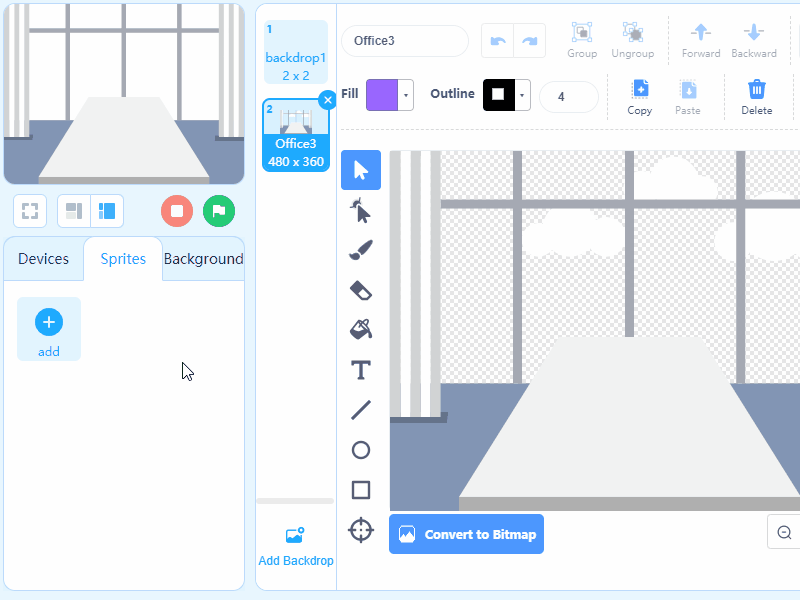 Devices
Sprites
Background
add
1
backdrop1
2 x 2
2
Office3
480 x 360
Add Backdrop
Office3
Group
Ungroup
Forward
Backward
Fill
Outline
4
Copy
Paste
Delete
T
Convert to Bitmap